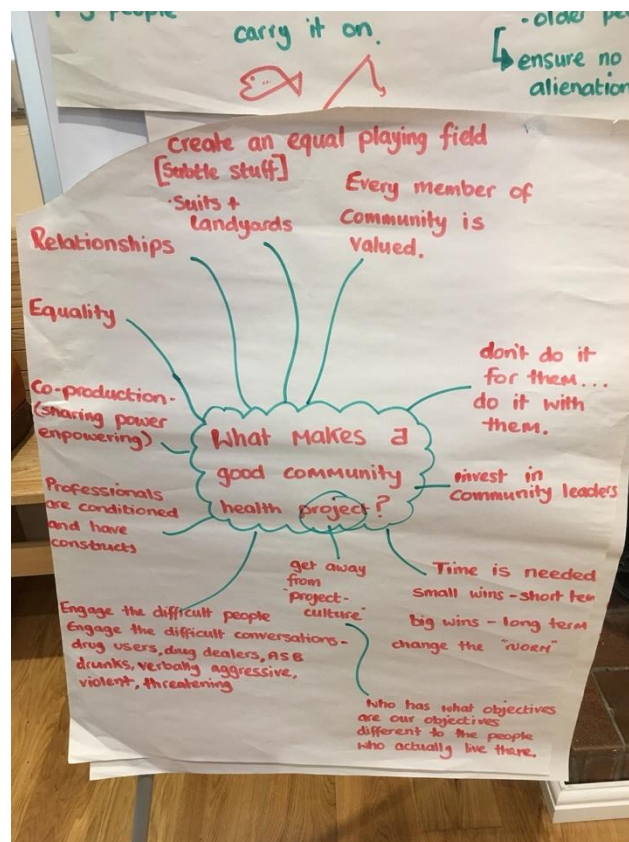 carry it on.
- older
ensure no
alienation
create an equal playing field
[Subtle stuff]
· Suits +
landyards
Every member of
Community is
Valued.
Relationships
Equality
Co-production-
(sharing power
enpowering)
Professionals
are conditioned
and have
constructs
What Makes a
good community
health project?
don't do it
for them...
do it with
them.
invest in
Community leaders
Time is needed
Small wins - short
big wins - long term
change the "NORM"
get away
from
"project-
culture"
Who has what objectives
are our objectives
different to the people
who actually live there.
Engage the difficult people
Engage the difficult conversations-
drug users, drug dealers, ASB
drunks, verbally aggressive,
violent, threatening